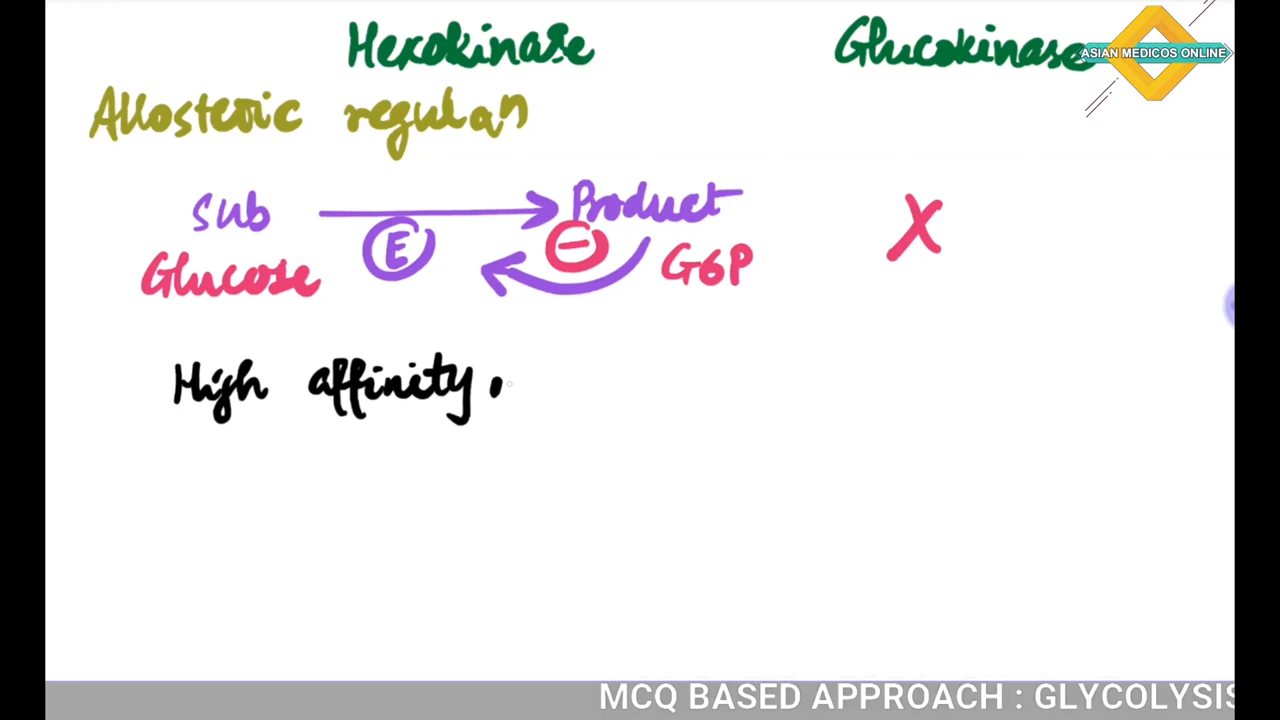 Hexokinase Glucokinase
ASIAN MEDICOS ONLINE
Allosteric regulan
Sub Product
E −
Glucose G6P
X
High affinity .
MCQ BASED APPROACH : GLYCOLYSIS